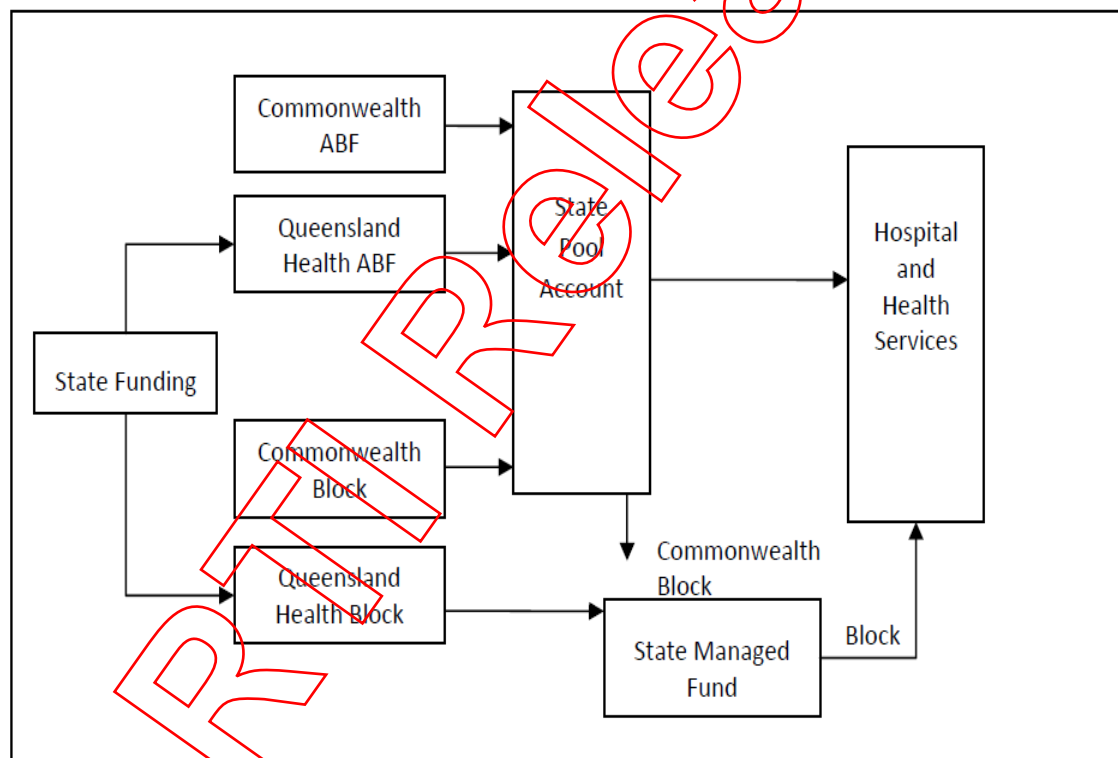 Commonwealth
ABF
Queensland
Health ABF
State Funding
Commonwealth
Block
Queensland
Health Block
State
Pool
Account
Commonwealth
Block
State Managed
Fund
Block
Hospital
and
Health
Services
RTI Relea